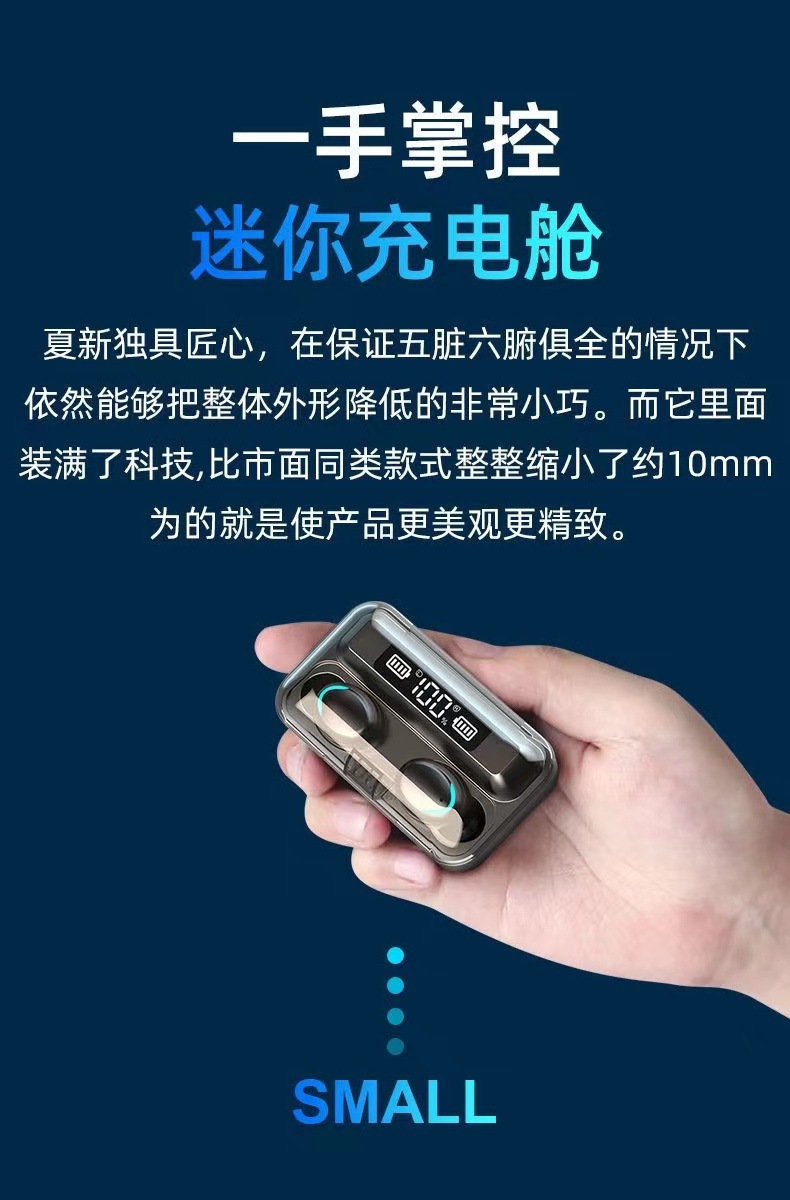 一手掌控
迷你充电舱
夏新独具匠心，在保证五脏六腑俱全的情况下
依然能够把整体外形降低的非常小巧。而它里面
装满了科技,比市面同类款式整整缩小了约10mm
为的就是使产品更美观更精致。
100%
SMALL